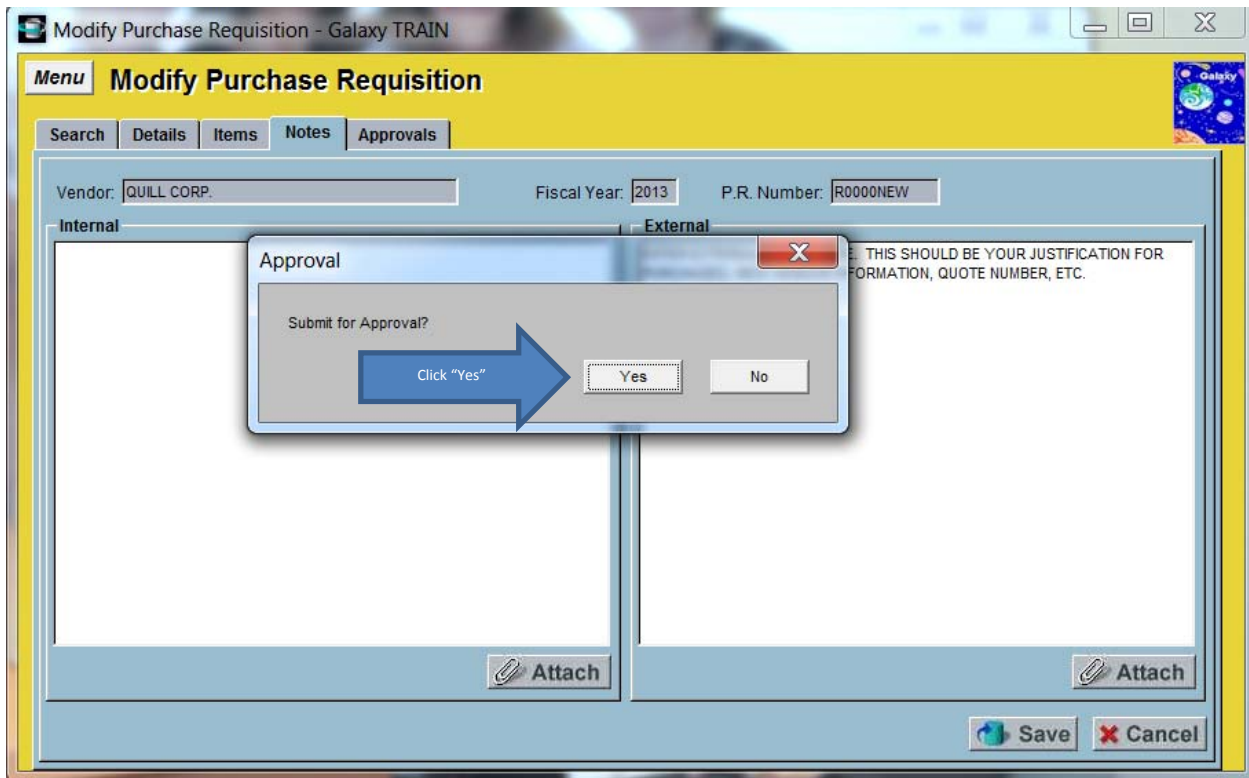 Modify Purchase Requisition - Galaxy TRAIN
Menu Modify Purchase Requisition
Galaxy
Search Details Items Notes Approvals
Vendor: QUILL CORP. Fiscal Year: 2013 P.R. Number: R0000NEW
Internal External
THIS SHOULD BE YOUR JUSTIFICATION FOR
FORMATION, QUOTE NUMBER, ETC.
Approval
Submit for Approval?
Click “Yes” Yes No
Attach Attach
Save Cancel